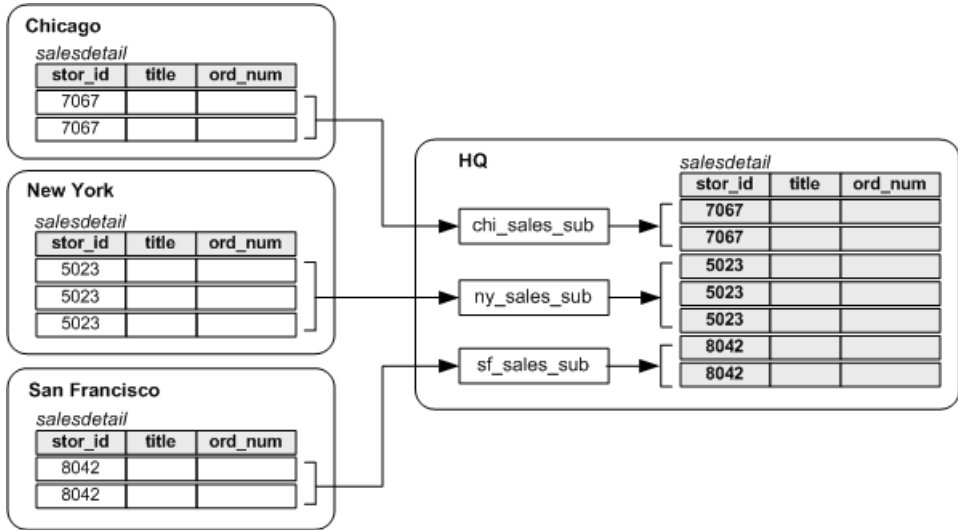 Chicago
salesdetail
stor_id title ord_num
7067
7067
New York
salesdetail
stor_id title ord_num
5023
5023
5023
San Francisco
salesdetail
stor_id title ord_num
8042
8042
HQ
chi_sales_sub
ny_sales_sub
sf_sales_sub
salesdetail
stor_id title ord_num
7067
7067
5023
5023
5023
8042
8042